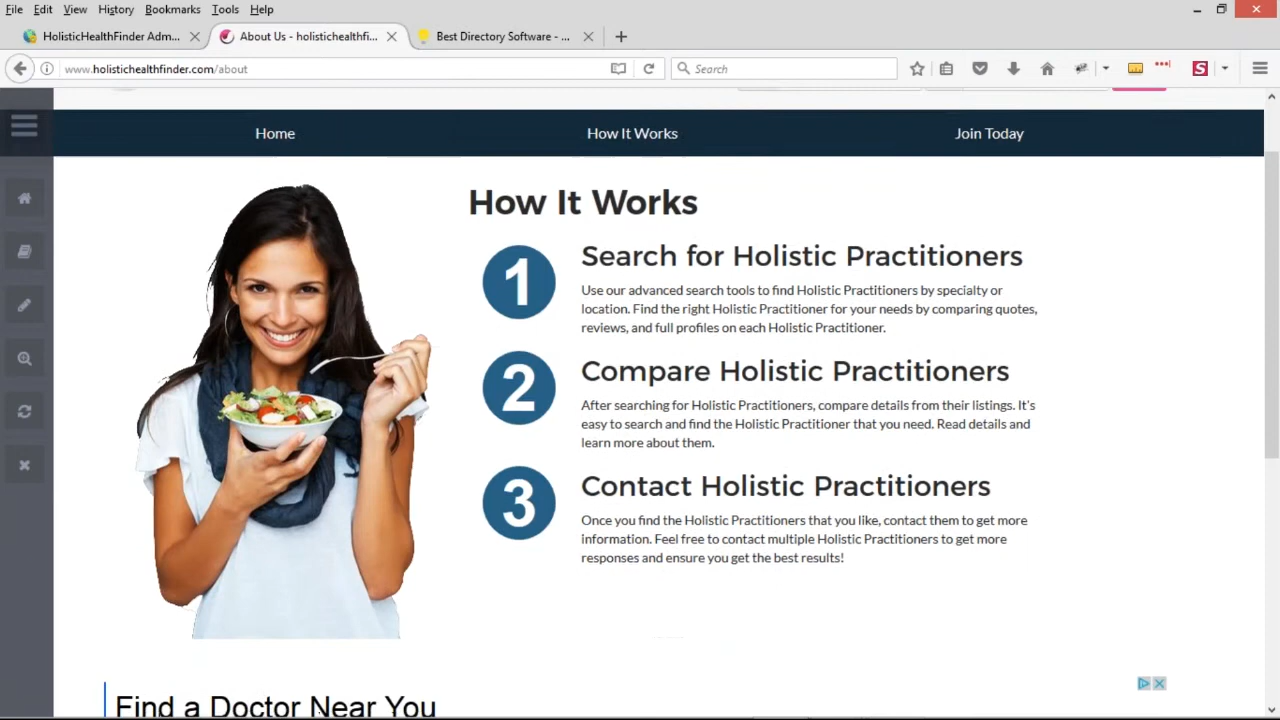 File Edit View History Bookmarks Tools Help
HolisticHealthFinder Adm... About Us - holistichealthfi... Best Directory Software - ...
www.holistichealthfinder.com/about Search
Home How It Works Join Today
How It Works
1 Search for Holistic Practitioners
Use our advanced search tools to find Holistic Practitioners by specialty or
location. Find the right Holistic Practitioner for your needs by comparing quotes,
reviews, and full profiles on each Holistic Practitioner.
2 Compare Holistic Practitioners
After searching for Holistic Practitioners, compare details from their listings. It's
easy to search and find the Holistic Practitioner that you need. Read details and
learn more about them.
3 Contact Holistic Practitioners
Once you find the Holistic Practitioners that you like, contact them to get more
information. Feel free to contact multiple Holistic Practitioners to get more
responses and ensure you get the best results!
Find a Doctor Near You